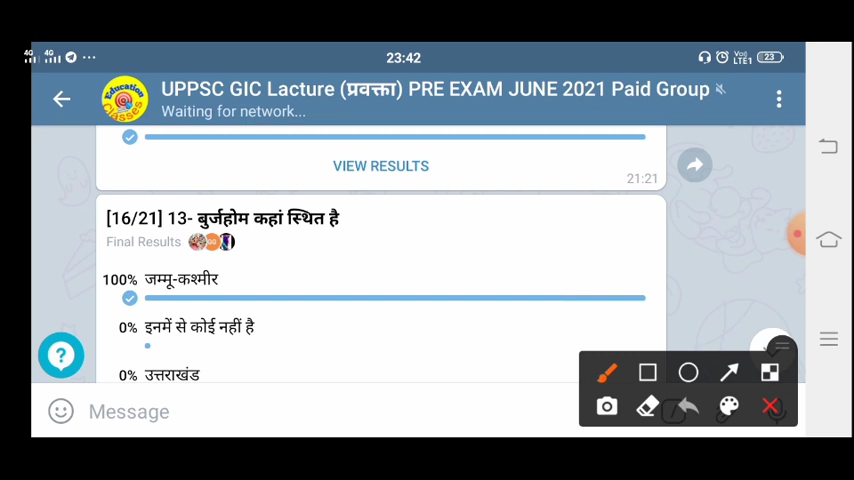 4G 4G ... 23:42 Vo) LTE1 23
Education
Classes
UPPSC GIC Lacture (प्रवक्ता) PRE EXAM JUNE 2021 Paid Group
Waiting for network...
VIEW RESULTS
21:21
[16/21] 13- बुर्जहोम कहां स्थित है
Final Results
100% जम्मू-कश्मीर
0% इनमें से कोई नहीं है
0% उत्तराखंड
Message